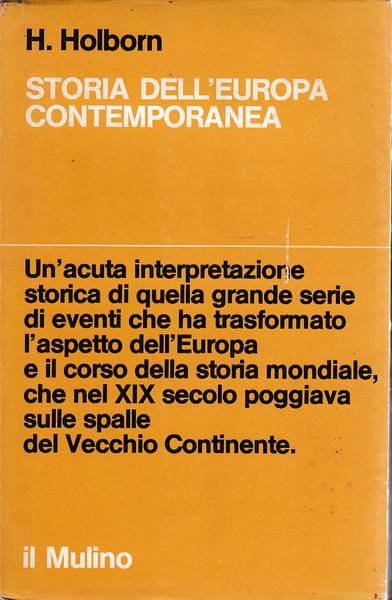 H. Holborn
STORIA DELL'EUROPA
CONTEMPORANEA
Un'acuta interpretazione
storica di quella grande serie
di eventi che ha trasformato
l'aspetto dell'Europa
e il corso della storia mondiale,
che nel XIX secolo poggiava
sulle spalle
del Vecchio Continente.
il Mulino